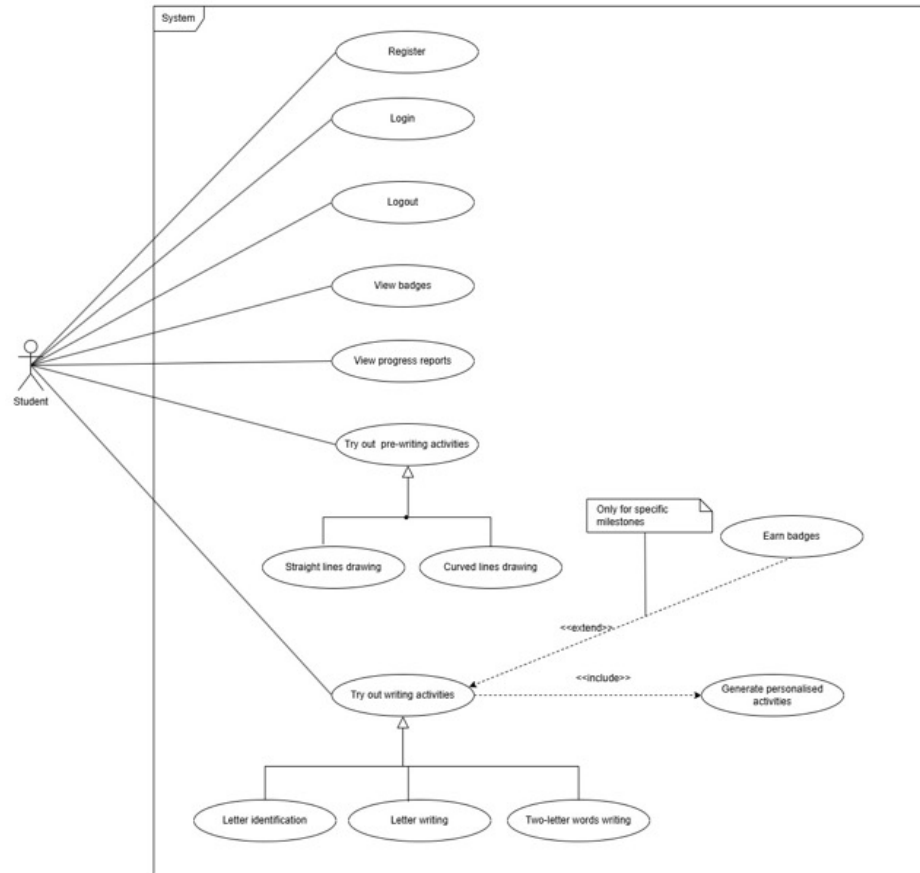 System
Register
Login
Logout
View badges
View progress reports
Student
Try out pre-writing activities
Only for specific
milestones
Earn badges
Straight lines drawing
Curved lines drawing
<<extend>>
<<include>>
Try out writing activities
Generate personalised
activities
Letter identification
Letter writing
Two-letter words writing